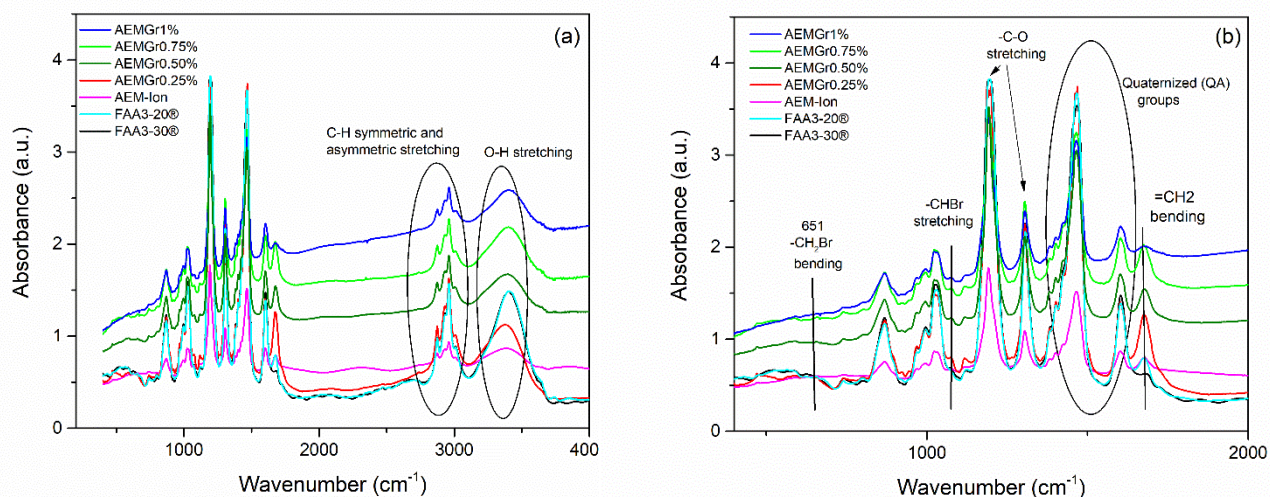 (a)
AEMGr1%
AEMGr0.75%
AEMGr0.50%
AEMGr0.25%
AEM-Ion
FAA3-20®
FAA3-30®
C-H symmetric and
asymmetric stretching
O-H stretching
4
3
2
1
0
Absorbance (a.u.)
1000 2000 3000 400
Wavenumber (cm⁻¹)
(b)
AEMGr1%
AEMGr0.75%
AEMGr0.50%
AEMGr0.25%
AEM-Ion
FAA3-20®
FAA3-30®
-C-O
stretching
Quaternized (QA)
groups
-CHBr
stretching
=CH2
bending
651
-CH₂Br
bending
4
3
2
1
0
Absorbance (a.u.)
1000 2000
Wavenumber (cm⁻¹)